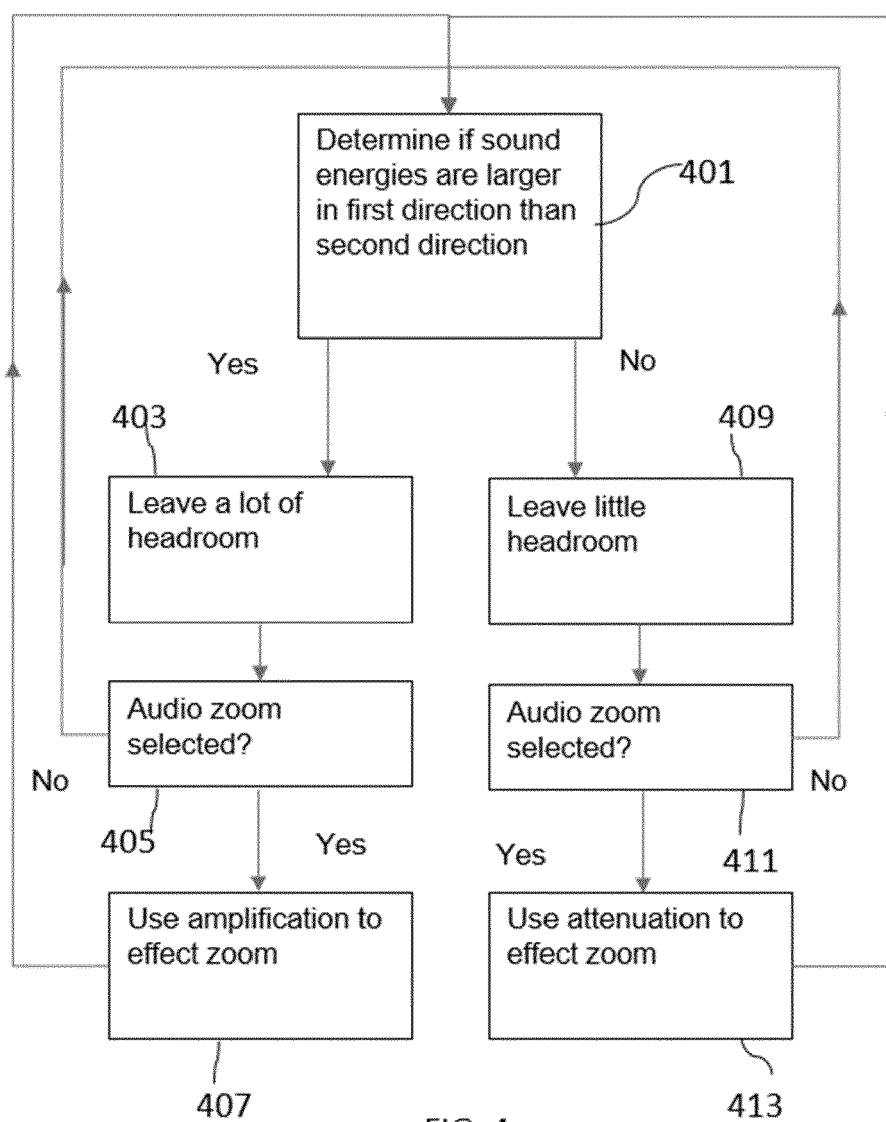 Determine if sound
energies are larger
in first direction than
second direction
401
Yes
No
403
409
Leave a lot of
headroom
Leave little
headroom
Audio zoom
selected?
Audio zoom
selected?
No
No
405
Yes
Yes
411
Use amplification to
effect zoom
Use attenuation to
effect zoom
407
413